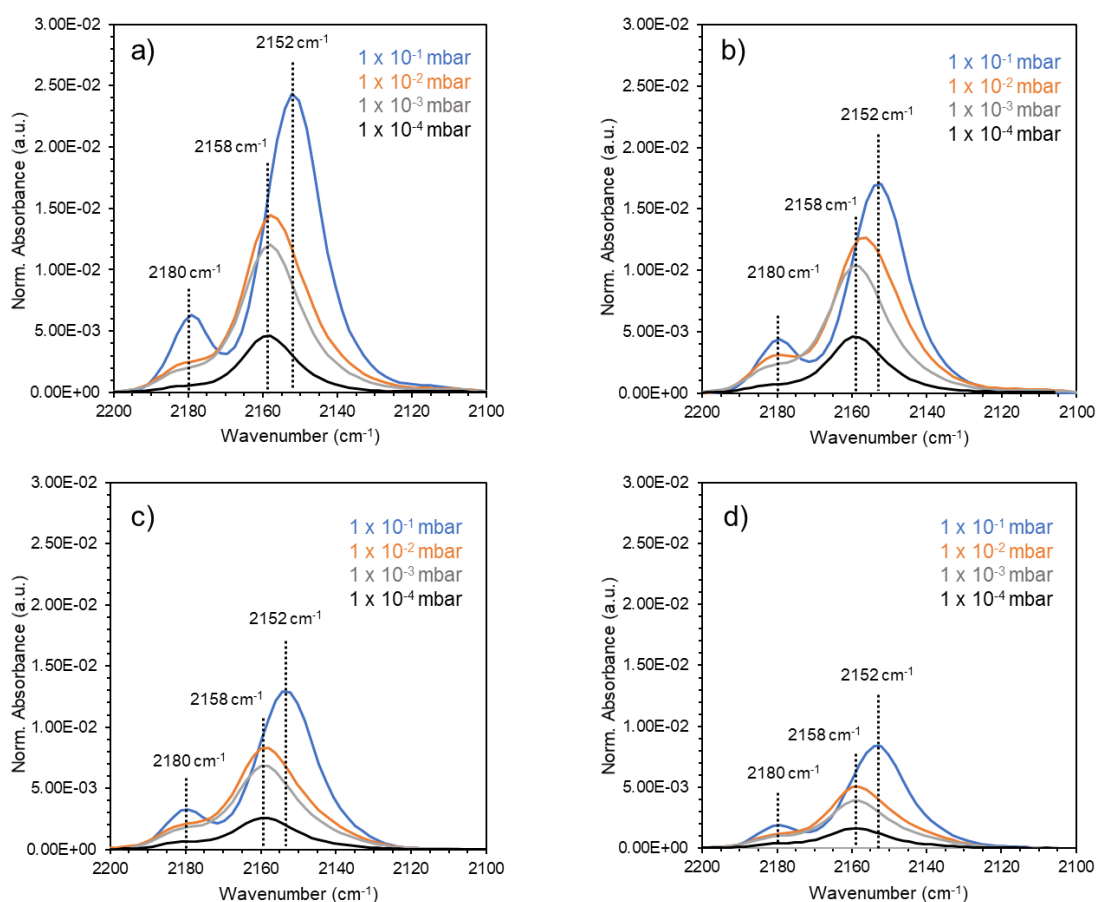 a)
3.00E-02
2.50E-02
2.00E-02
1.50E-02
1.00E-02
5.00E-03
0.00E+00
Norm. Absorbance (a.u.)
2152 cm⁻¹
2158 cm⁻¹
2180 cm⁻¹
1 x 10⁻¹ mbar
1 x 10⁻² mbar
1 x 10⁻³ mbar
1 x 10⁻⁴ mbar
2200 2180 2160 2140 2120 2100
Wavenumber (cm⁻¹)
b)
3.00E-02
2.50E-02
2.00E-02
1.50E-02
1.00E-02
5.00E-03
0.00E+00
Norm. Absorbance (a.u.)
2152 cm⁻¹
2158 cm⁻¹
2180 cm⁻¹
1 x 10⁻¹ mbar
1 x 10⁻² mbar
1 x 10⁻³ mbar
1 x 10⁻⁴ mbar
2200 2180 2160 2140 2120 2100
Wavenumber (cm⁻¹)
c)
3.00E-02
2.50E-02
2.00E-02
1.50E-02
1.00E-02
5.00E-03
0.00E+00
Norm. Absorbance (a.u.)
2152 cm⁻¹
2158 cm⁻¹
2180 cm⁻¹
1 x 10⁻¹ mbar
1 x 10⁻² mbar
1 x 10⁻³ mbar
1 x 10⁻⁴ mbar
2200 2180 2160 2140 2120 2100
Wavenumber (cm⁻¹)
d)
3.00E-02
2.50E-02
2.00E-02
1.50E-02
1.00E-02
5.00E-03
0.00E+00
Norm. Absorbance (a.u.)
2152 cm⁻¹
2158 cm⁻¹
2180 cm⁻¹
1 x 10⁻¹ mbar
1 x 10⁻² mbar
1 x 10⁻³ mbar
1 x 10⁻⁴ mbar
2200 2180 2160 2140 2120 2100
Wavenumber (cm⁻¹)